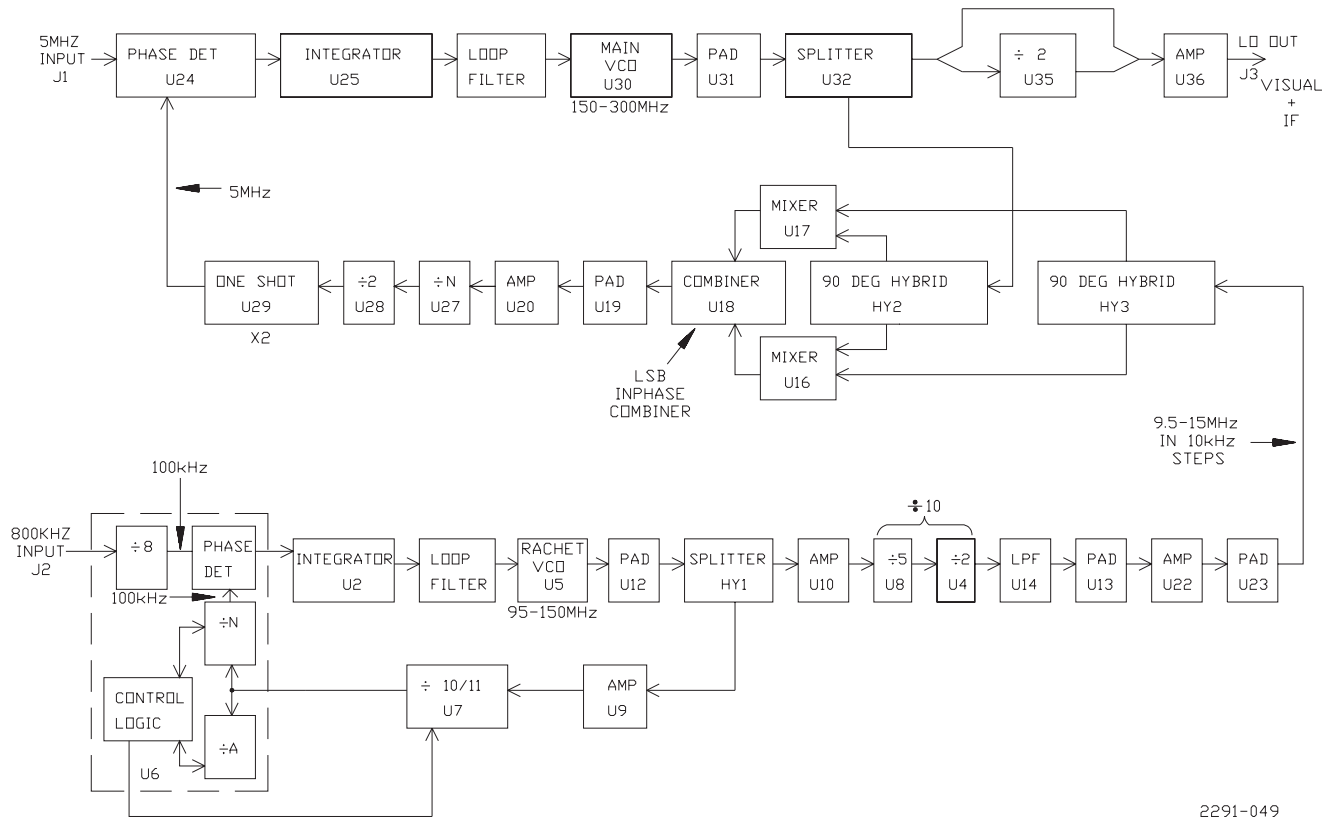 5MHZ
INPUT
J1
PHASE DET
U24
INTEGRATOR
U25
LOOP
FILTER
MAIN
VCO
U30
150-300MHz
PAD
U31
SPLITTER
U32
÷ 2
U35
AMP
U36
LO OUT
J3
VISUAL
+
IF
5MHz
MIXER
U17
ONE SHOT
U29
X2
÷2
U28
÷N
U27
AMP
U20
PAD
U19
COMBINER
U18
90 DEG HYBRID
HY2
90 DEG HYBRID
HY3
MIXER
U16
LSB
INPHASE
COMBINER
9.5-15MHz
IN 10kHz
STEPS
100kHz
800KHZ
INPUT
J2
÷8
PHASE
DET
100kHz
INTEGRATOR
U2
LOOP
FILTER
RACHET
VCO
U5
95-150MHz
PAD
U12
SPLITTER
HY1
AMP
U10
÷10
÷5
U8
÷2
U4
LPF
U14
PAD
U13
AMP
U22
PAD
U23
÷N
CONTROL
LOGIC
÷A
U6
÷ 10/11
U7
AMP
U9
2291-049